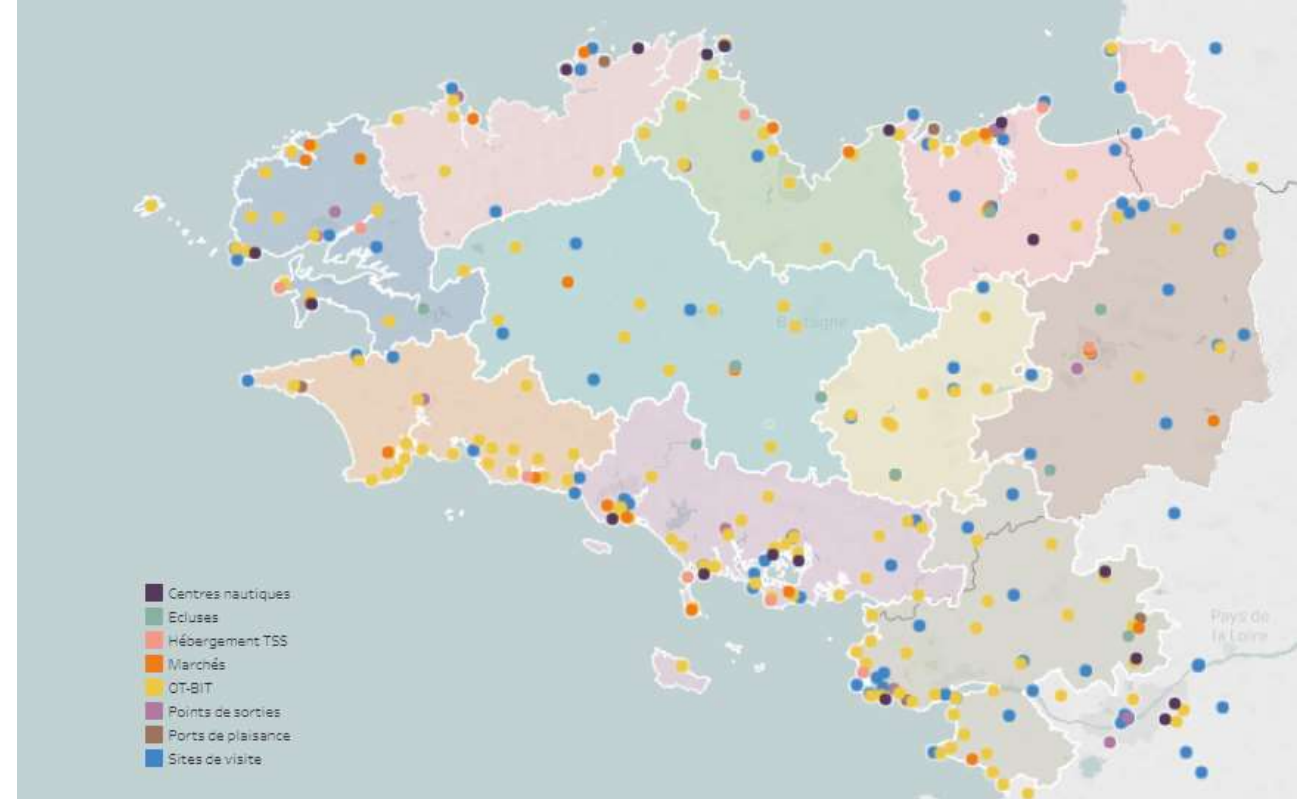 Bretagne
Centres nautiques
Ecluses
Hébergement TSS
Marchés
OT-BIT
Points de sorties
Ports de plaisance
Sites de visite
Pays de
la Loire